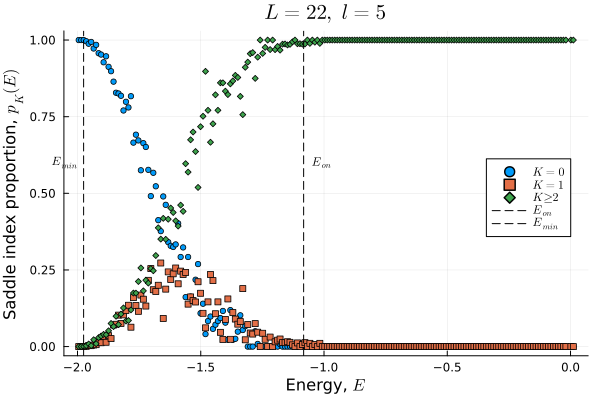 L = 22, l = 5
Saddle index proportion, p_K(E)
1.00
0.75
0.50
0.25
0.00
E_min
E_on
K = 0
K = 1
K ≥ 2
E_on
E_min
−2.0 −1.5 −1.0 −0.5 0.0
Energy, E